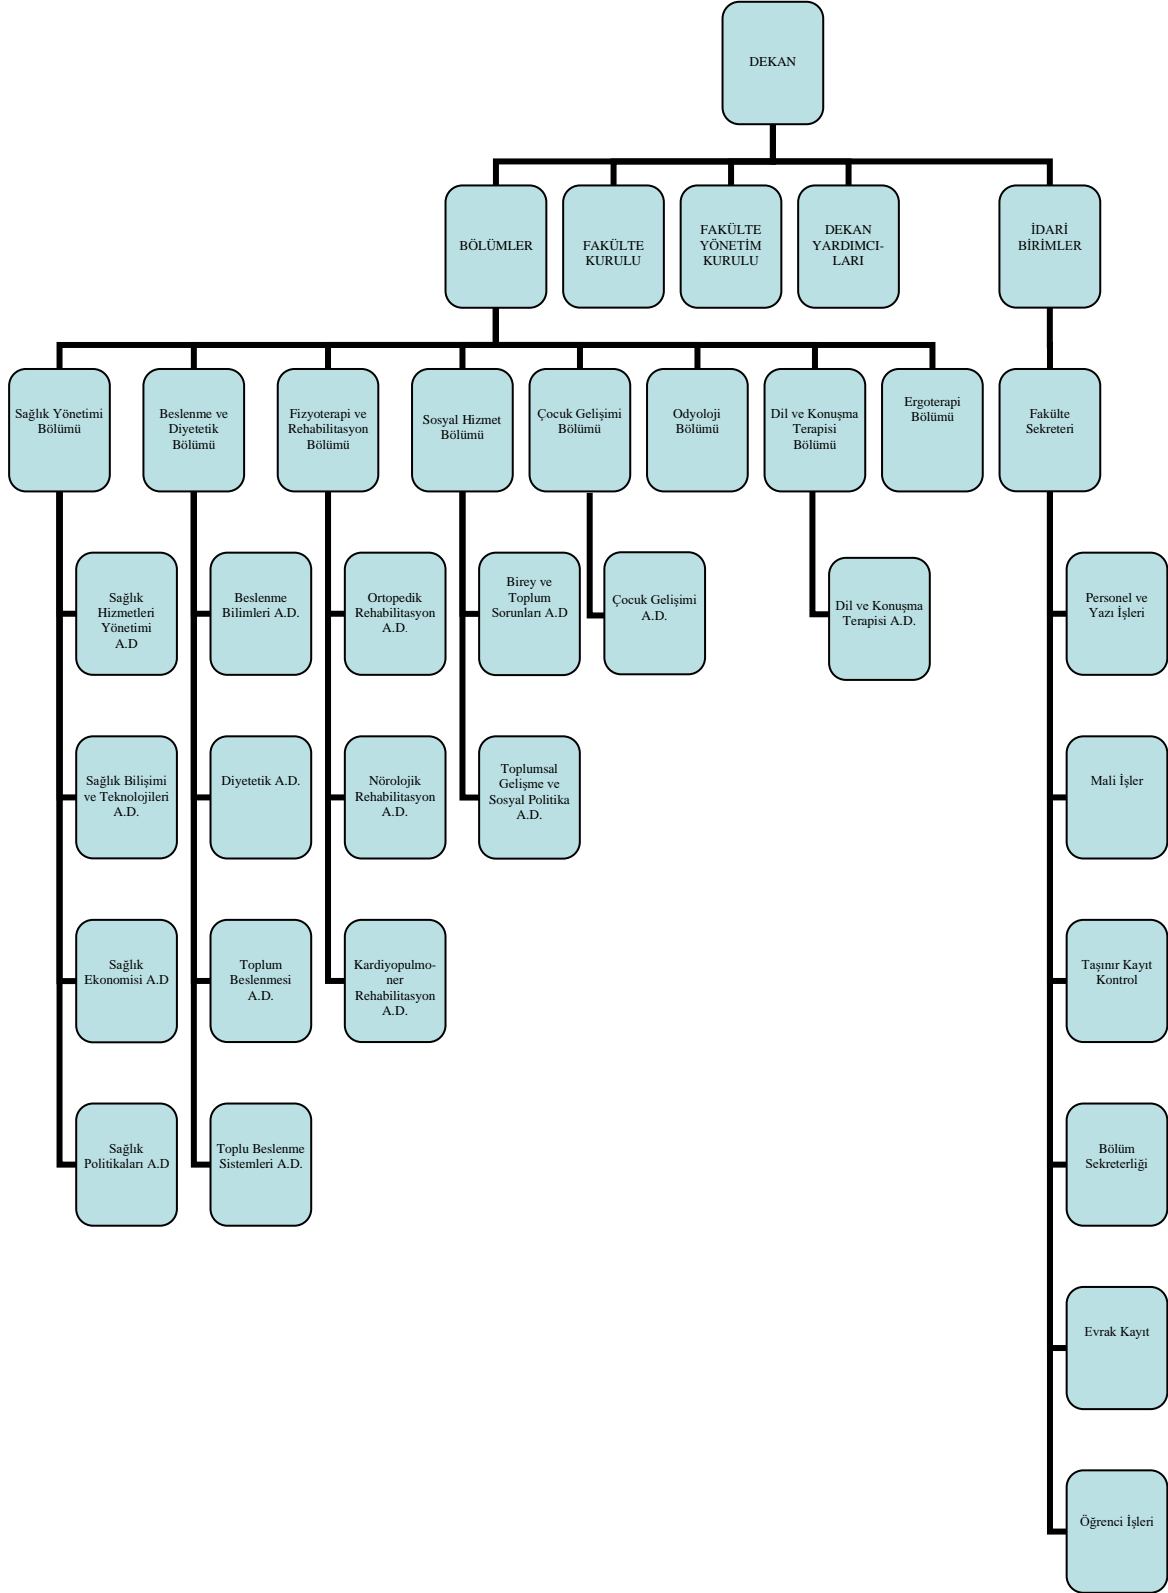 DEKAN
BÖLÜMLER
FAKÜLTE
KURULU
FAKÜLTE
YÖNETİM
KURULU
DEKAN
YARDIMCI-
LARI
İDARİ
BİRİMLER
Sağlık Yönetimi
Bölümü
Beslenme ve
Diyetetik
Bölümü
Fizyoterapi ve
Rehabilitasyon
Bölümü
Sosyal Hizmet
Bölümü
Çocuk Gelişimi
Bölümü
Odyoloji
Bölümü
Dil ve Konuşma
Terapisi
Bölümü
Ergoterapi
Bölümü
Fakülte
Sekreteri
Sağlık
Hizmetleri
Yönetimi
A.D
Beslenme
Bilimleri A.D.
Ortopedik
Rehabilitasyon
A.D.
Birey ve
Toplum
Sorunları A.D
Çocuk Gelişimi
A.D.
Dil ve Konuşma
Terapisi A.D.
Personel ve
Yazı İşleri
Sağlık Bilişimi
ve Teknolojileri
A.D.
Diyetetik A.D.
Nörolojik
Rehabilitasyon
A.D.
Toplumsal
Gelişme ve
Sosyal Politika
A.D.
Mali İşler
Sağlık
Ekonomisi A.D
Toplum
Beslenmesi
A.D.
Kardiyopulmo-
ner
Rehabilitasyon
A.D.
Taşınır Kayıt
Kontrol
Sağlık
Politikaları A.D
Toplu Beslenme
Sistemleri A.D.
Bölüm
Sekreterliği
Evrak Kayıt
Öğrenci İşleri